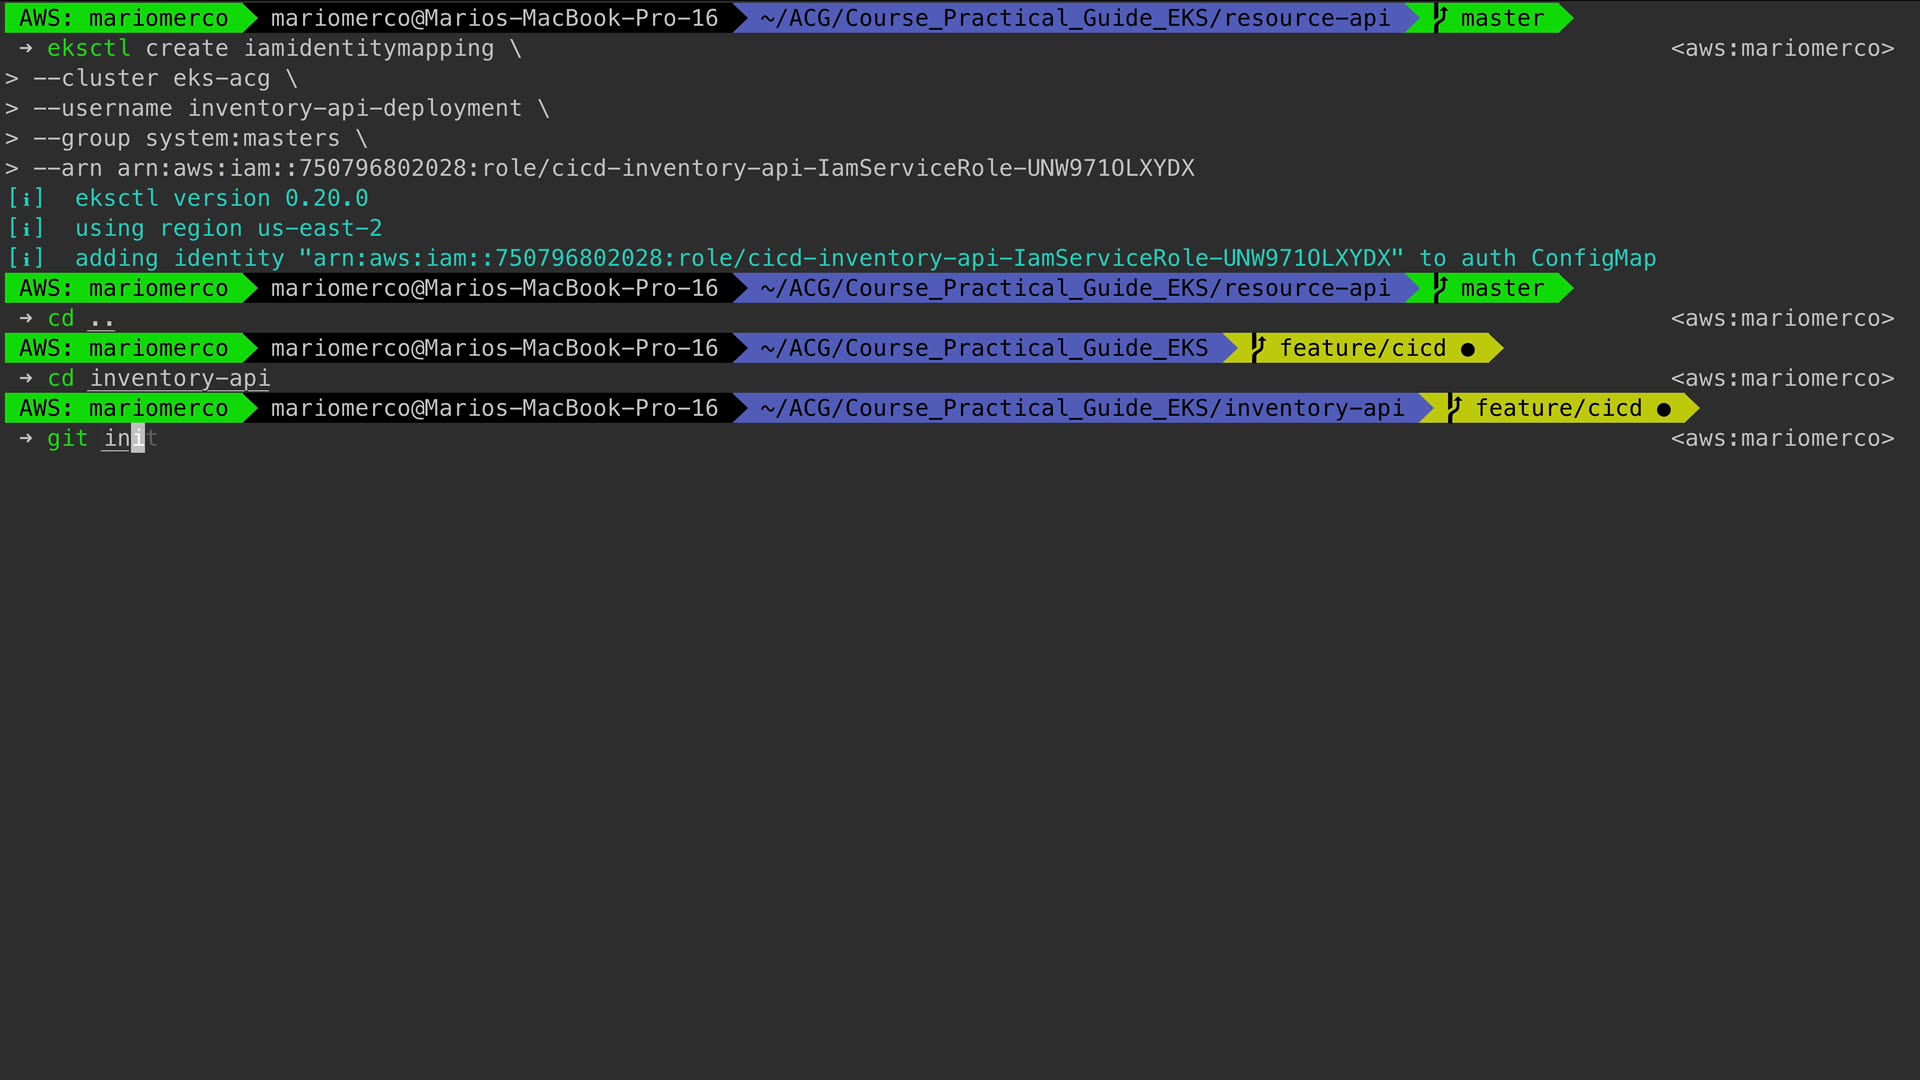 AWS: mariomerco mariomerco@Marios-MacBook-Pro-16 ~/ACG/Course_Practical_Guide_EKS/resource-api master
→ eksctl create iamidentitymapping \ <aws:mariomerco>
> --cluster eks-acg \
> --username inventory-api-deployment \
> --group system:masters \
> --arn arn:aws:iam::750796802028:role/cicd-inventory-api-IamServiceRole-UNW971OLXYDX
[i] eksctl version 0.20.0
[i] using region us-east-2
[i] adding identity "arn:aws:iam::750796802028:role/cicd-inventory-api-IamServiceRole-UNW971OLXYDX" to auth ConfigMap
AWS: mariomerco mariomerco@Marios-MacBook-Pro-16 ~/ACG/Course_Practical_Guide_EKS/resource-api master
→ cd .. <aws:mariomerco>
AWS: mariomerco mariomerco@Marios-MacBook-Pro-16 ~/ACG/Course_Practical_Guide_EKS feature/cicd ●
→ cd inventory-api <aws:mariomerco>
AWS: mariomerco mariomerco@Marios-MacBook-Pro-16 ~/ACG/Course_Practical_Guide_EKS/inventory-api feature/cicd ●
→ git init <aws:mariomerco>